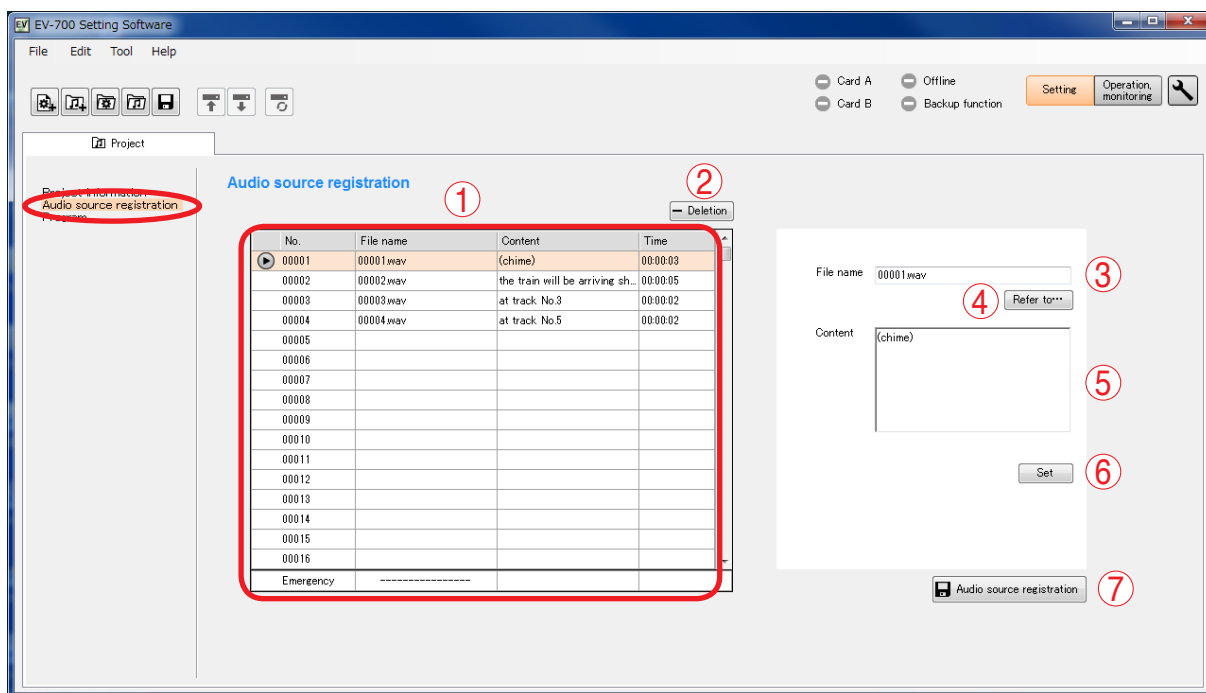 EV EV-700 Setting Software
File Edit Tool Help
Card A Offline
Card B Backup function
Setting
Operation,
monitoring
Project
Project information
Audio source registration
Program
Audio source registration
①
②
Deletion
No. File name Content Time
00001 00001.wav (chime) 00:00:03
00002 00002.wav the train will be arriving sh... 00:00:05
00003 00003.wav at track No.3 00:00:02
00004 00004.wav at track No.5 00:00:02
00005
00006
00007
00008
00009
00010
00011
00012
00013
00014
00015
00016
Emergency ----------------
File name 00001.wav ③
④ Refer to…
Content (chime)
⑤
Set ⑥
Audio source registration ⑦